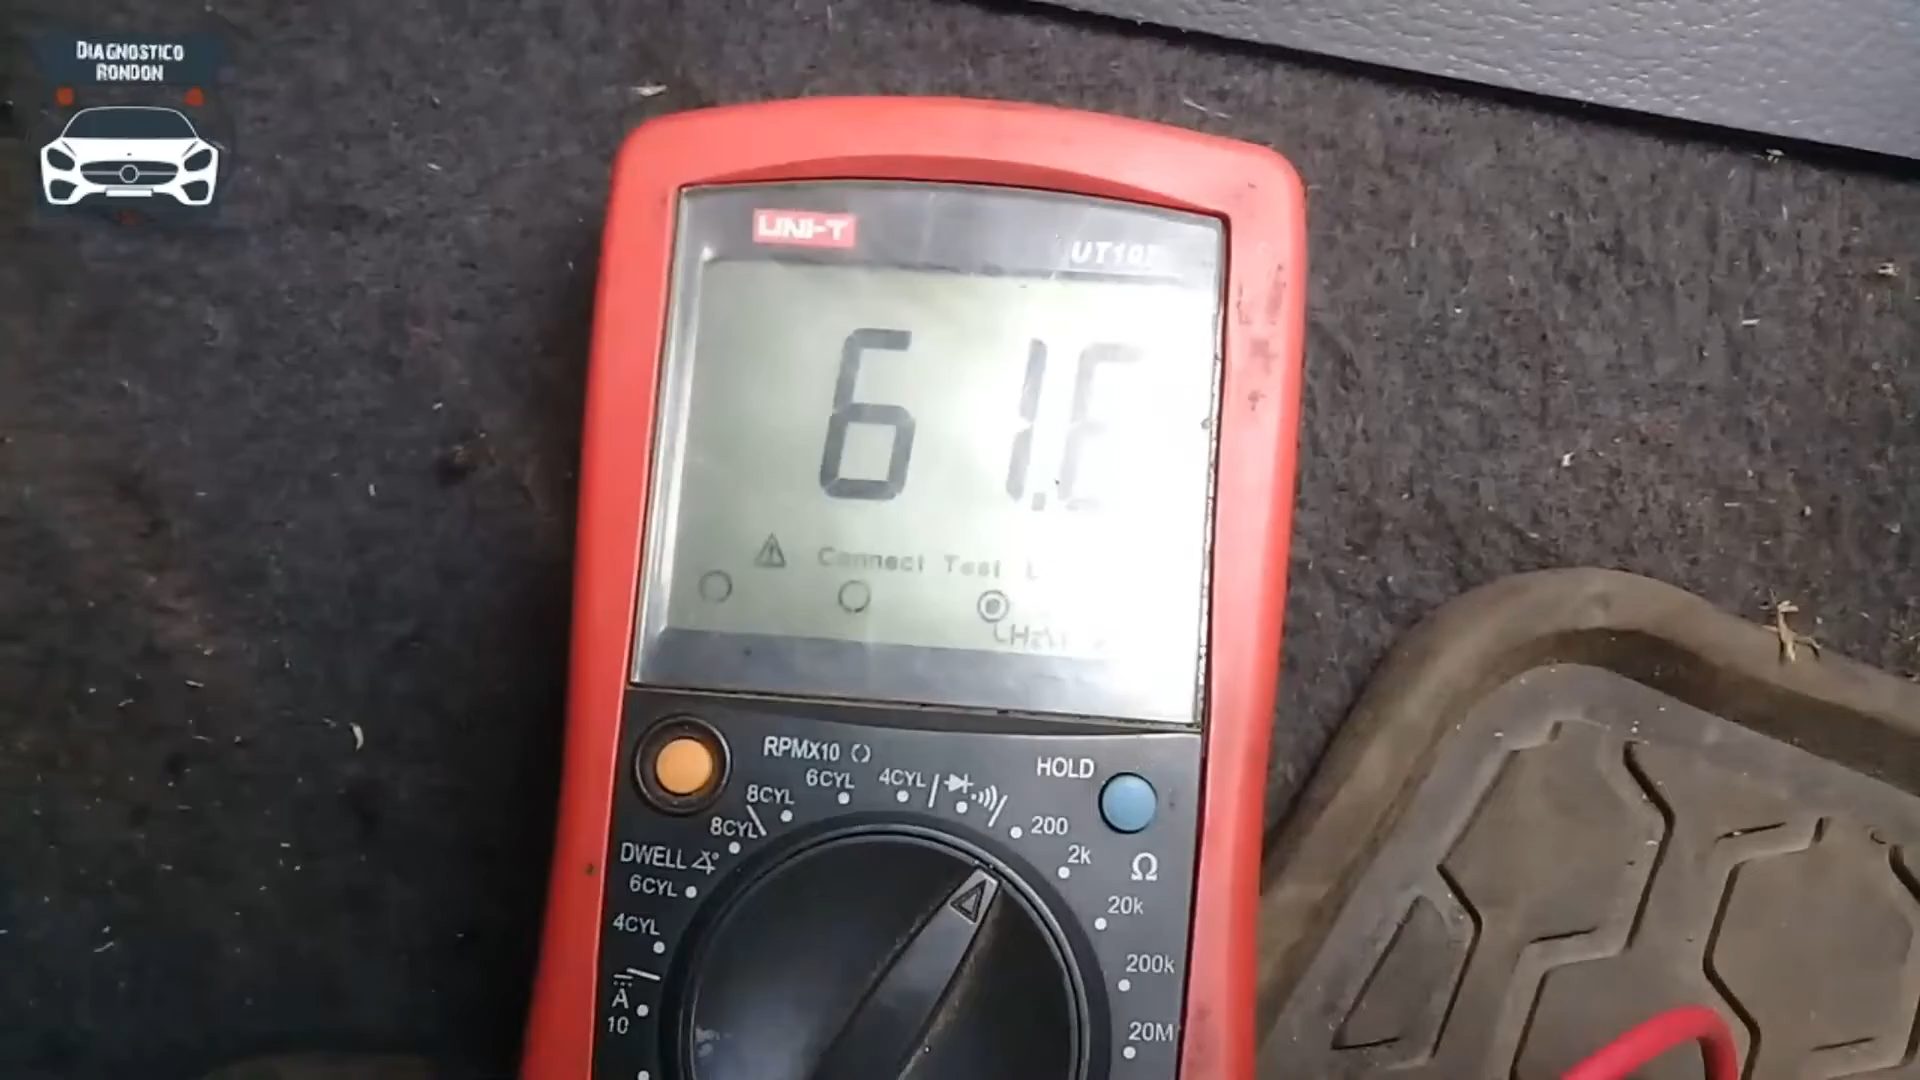 DIAGNOSTICO
RONDON
UNI-T
61.
Connect Test
RPMX10
HOLD
6CYL
4CYL
8CYL
8CYL
200
DWELL
2k
Ω
6CYL
20k
4CYL
200k
A
10
20M